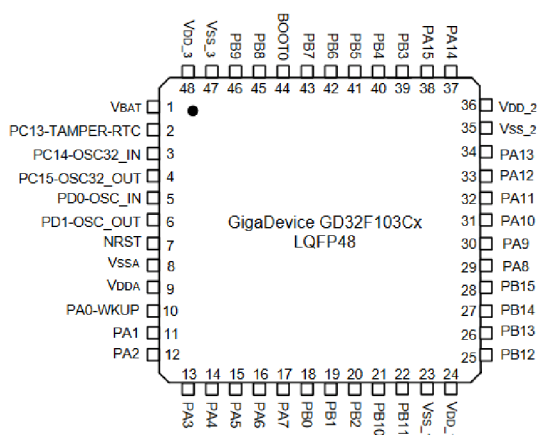 VDD_3
VSS_3
PB9
PB8
BOOT0
PB7
PB6
PB5
PB4
PB3
PA15
PA14
48 47 46 45 44 43 42 41 40 39 38 37
VBAT 1
PC13-TAMPER-RTC 2
PC14-OSC32_IN 3
PC15-OSC32_OUT 4
PD0-OSC_IN 5
PD1-OSC_OUT 6
NRST 7
VSSA 8
VDDA 9
PA0-WKUP 10
PA1 11
PA2 12
GigaDevice GD32F103Cx
LQFP48
36 VDD_2
35 VSS_2
34 PA13
33 PA12
32 PA11
31 PA10
30 PA9
29 PA8
28 PB15
27 PB14
26 PB13
25 PB12
13 14 15 16 17 18 19 20 21 22 23 24
PA3
PA4
PA5
PA6
PA7
PB0
PB1
PB2
PB10
PB11
VSS_
VDD_